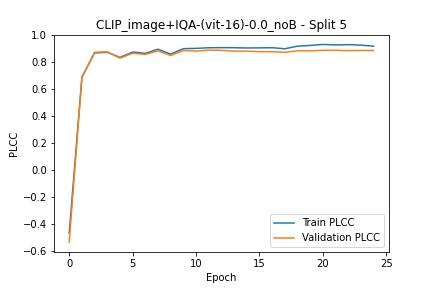 CLIP_image+IQA-(vit-16)-0.0_noB - Split 5
1.0
0.8
0.6
0.4
0.2
0.0
−0.2
−0.4
−0.6
PLCC
Train PLCC
Validation PLCC
0 5 10 15 20 25
Epoch